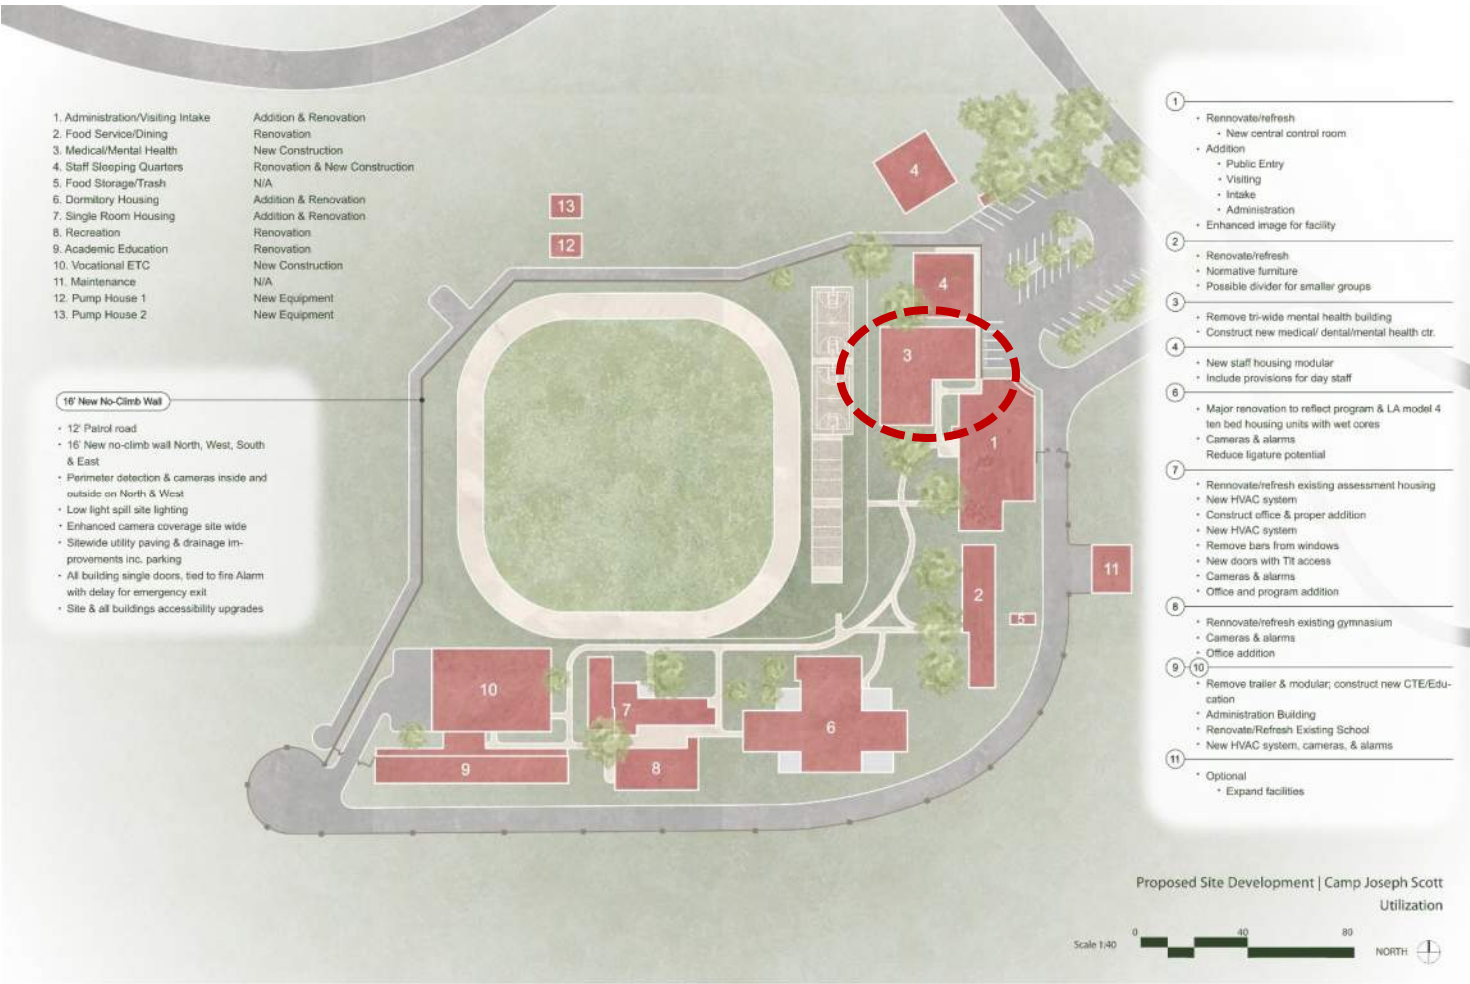 1. Administration/Visiting Intake Addition & Renovation
2. Food Service/Dining Renovation
3. Medical/Mental Health New Construction
4. Staff Sleeping Quarters Renovation & New Construction
5. Food Storage/Trash N/A
6. Dormitory Housing Addition & Renovation
7. Single Room Housing Addition & Renovation
8. Recreation Renovation
9. Academic Education Renovation
10. Vocational ETC New Construction
11. Maintenance N/A
12. Pump House 1 New Equipment
13. Pump House 2 New Equipment
16' New No-Climb Wall
· 12' Patrol road
· 16' New no-climb wall North, West, South
& East
· Perimeter detection & cameras inside and
outside on North & West
· Low light spill site lighting
· Enhanced camera coverage site wide
· Sitewide utility paving & drainage im-
provements inc. parking
· All building single doors, tied to fire Alarm
with delay for emergency exit
· Site & all buildings accessibility upgrades
4
13
12
4
3
1
2
5
11
10
7
6
9
8
1
· Rennovate/refresh
· New central control room
· Addition
· Public Entry
· Visiting
· Intake
· Administration
· Enhanced image for facility
2
· Renovate/refresh
· Normative furniture
· Possible divider for smaller groups
3
· Remove tri-wide mental health building
· Construct new medical/ dental/mental health ctr.
4
· New staff housing modular
· Include provisions for day staff
6
· Major renovation to reflect program & LA model 4
ten bed housing units with wet cores
· Cameras & alarms
Reduce ligature potential
7
· Rennovate/refresh existing assessment housing
· New HVAC system
· Construct office & proper addition
· New HVAC system
· Remove bars from windows
· New doors with Tlt access
· Cameras & alarms
· Office and program addition
8
· Rennovate/refresh existing gymnasium
· Cameras & alarms
· Office addition
9 10
· Remove trailer & modular; construct new CTE/Edu-
cation
· Administration Building
· Renovate/Refresh Existing School
· New HVAC system, cameras, & alarms
11
· Optional
· Expand facilities
Proposed Site Development | Camp Joseph Scott
Utilization
Scale 1:40 0 40 80 NORTH